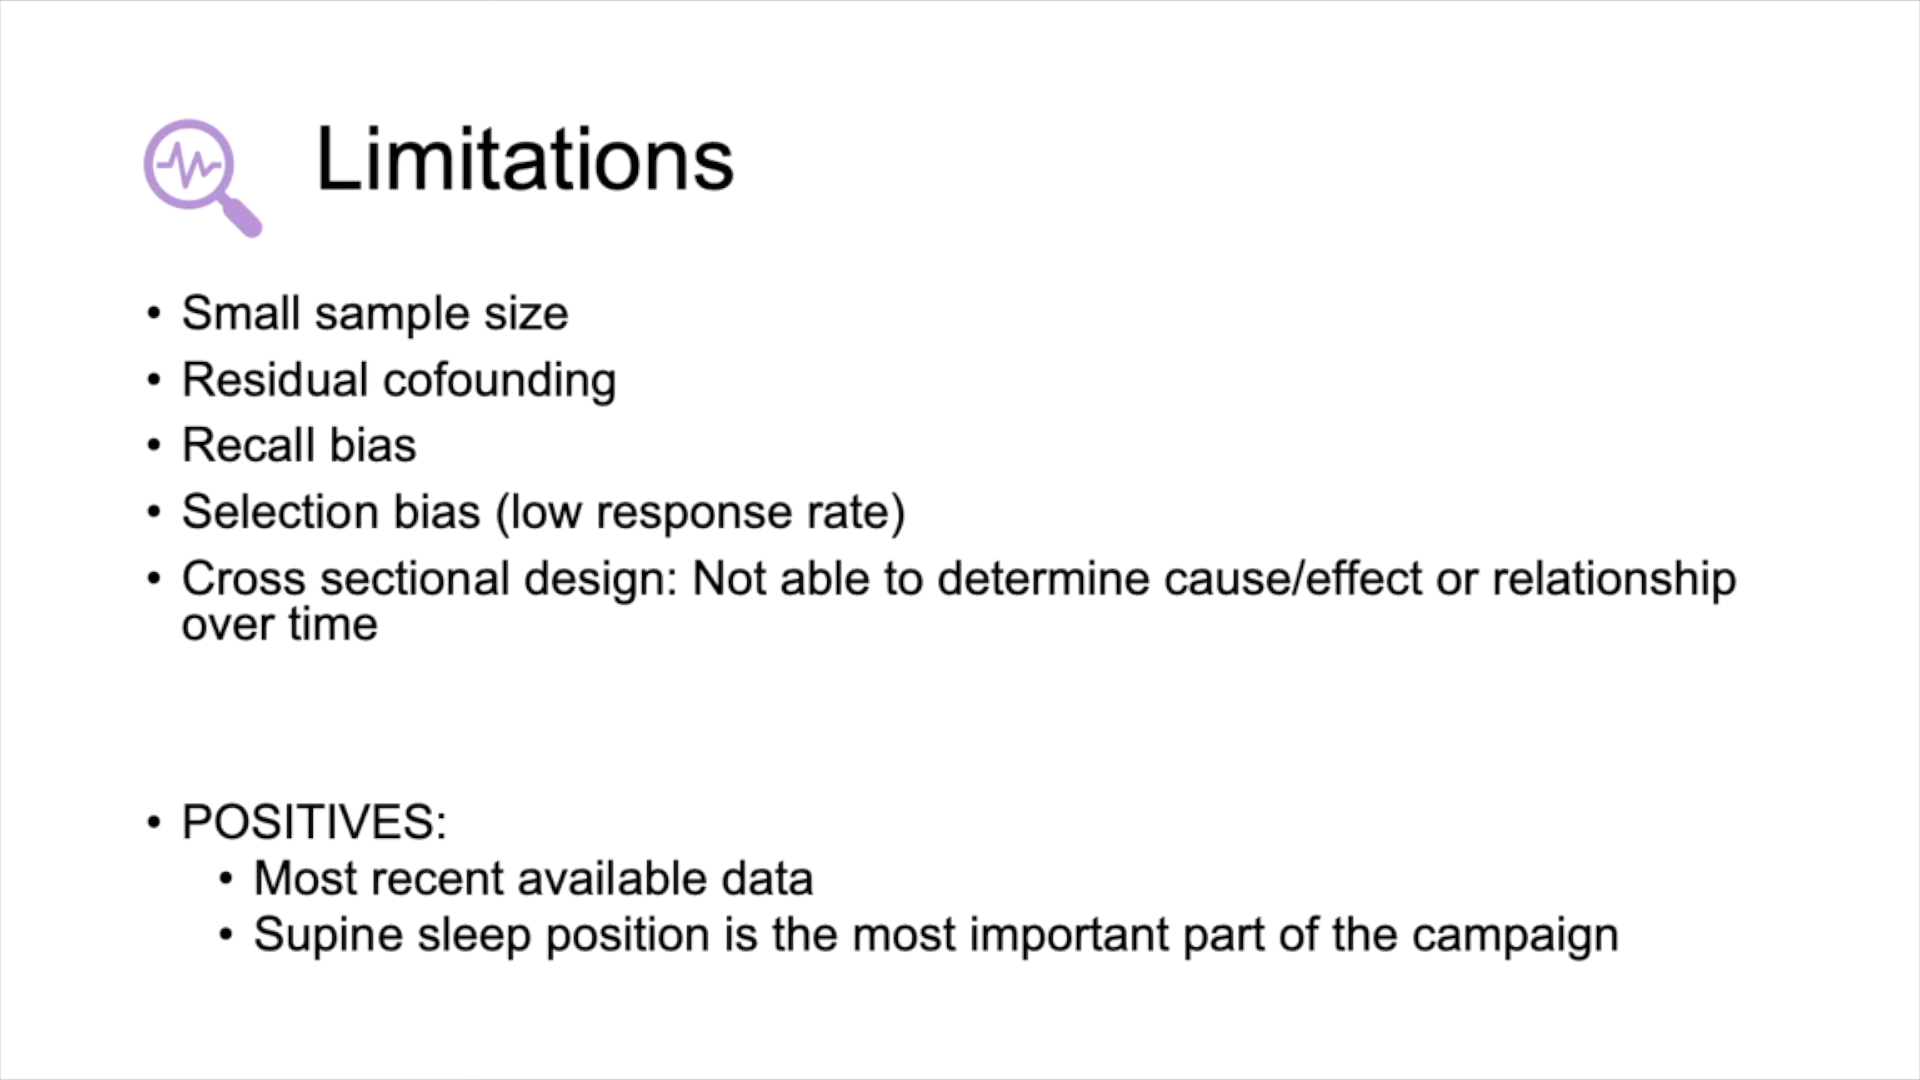 Limitations
• Small sample size
• Residual cofounding
• Recall bias
• Selection bias (low response rate)
• Cross sectional design: Not able to determine cause/effect or relationship
over time
• POSITIVES:
• Most recent available data
• Supine sleep position is the most important part of the campaign